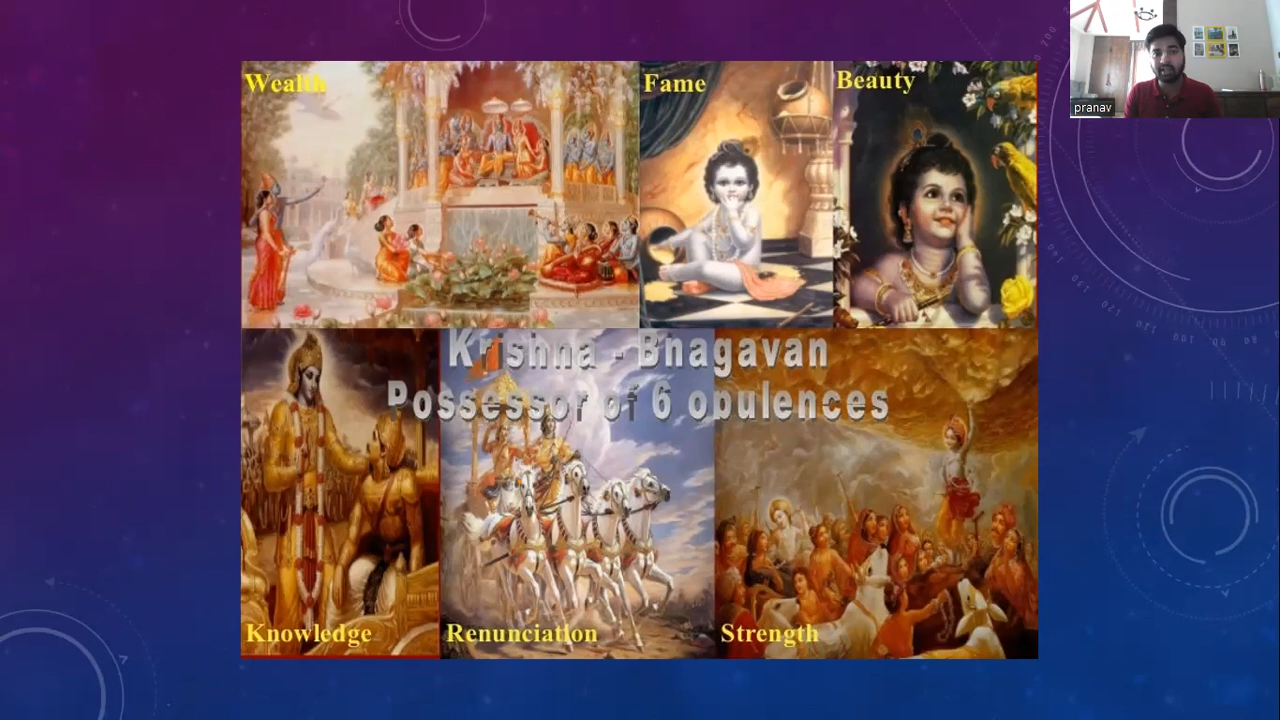 Wealth
Fame
Beauty
pranav
Krishna - Bhagavan
Possessor of 6 opulences
Knowledge
Renunciation
Strength